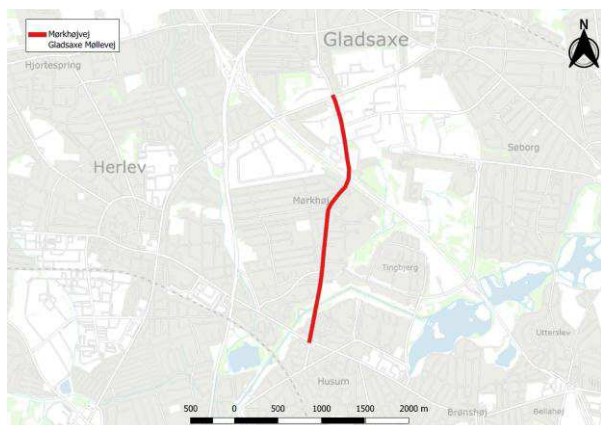 Mørkhøjvej
Gladsaxe Møllevej
N
Gladsaxe
Hjortespring
Søborg
Herlev
Mørkhøj
Tingbjerg
Utterslev
Husum
Brønshøj
Bellahøj
500 0 500 1000 1500 2000 m